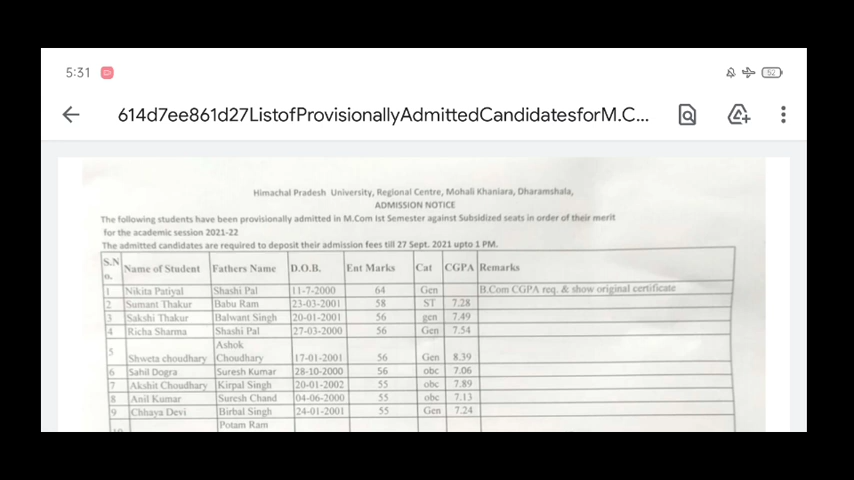 5:31
52
614d7ee861d27ListofProvisionallyAdmittedCandidatesforM.C...
Himachal Pradesh University, Regional Centre, Mohali Khaniara, Dharamshala,
ADMISSION NOTICE
The following students have been provisionally admitted in M.Com Ist Semester against Subsidized seats in order of their merit
for the academic session 2021-22
The admitted candidates are required to deposit their admission fees till 27 Sept. 2021 upto 1 PM.
S.No. Name of Student Fathers Name D.O.B. Ent Marks Cat CGPA Remarks
1 Nikita Patiyal Shashi Pal 11-7-2000 64 Gen B.Com CGPA req. & show original certificate
2 Sumant Thakur Babu Ram 23-03-2001 58 ST 7.28
3 Sakshi Thakur Balwant Singh 20-01-2001 56 gen 7.49
4 Richa Sharma Shashi Pal 27-03-2000 56 Gen 7.54
5 Shweta choudhary Ashok Choudhary 17-01-2001 56 Gen 8.39
6 Sahil Dogra Suresh Kumar 28-10-2000 56 obc 7.06
7 Akshit Choudhary Kirpal Singh 20-01-2002 55 obc 7.89
8 Anil Kumar Suresh Chand 04-06-2000 55 obc 7.13
9 Chhaya Devi Birbal Singh 24-01-2001 55 Gen 7.24
10 Potam Ram